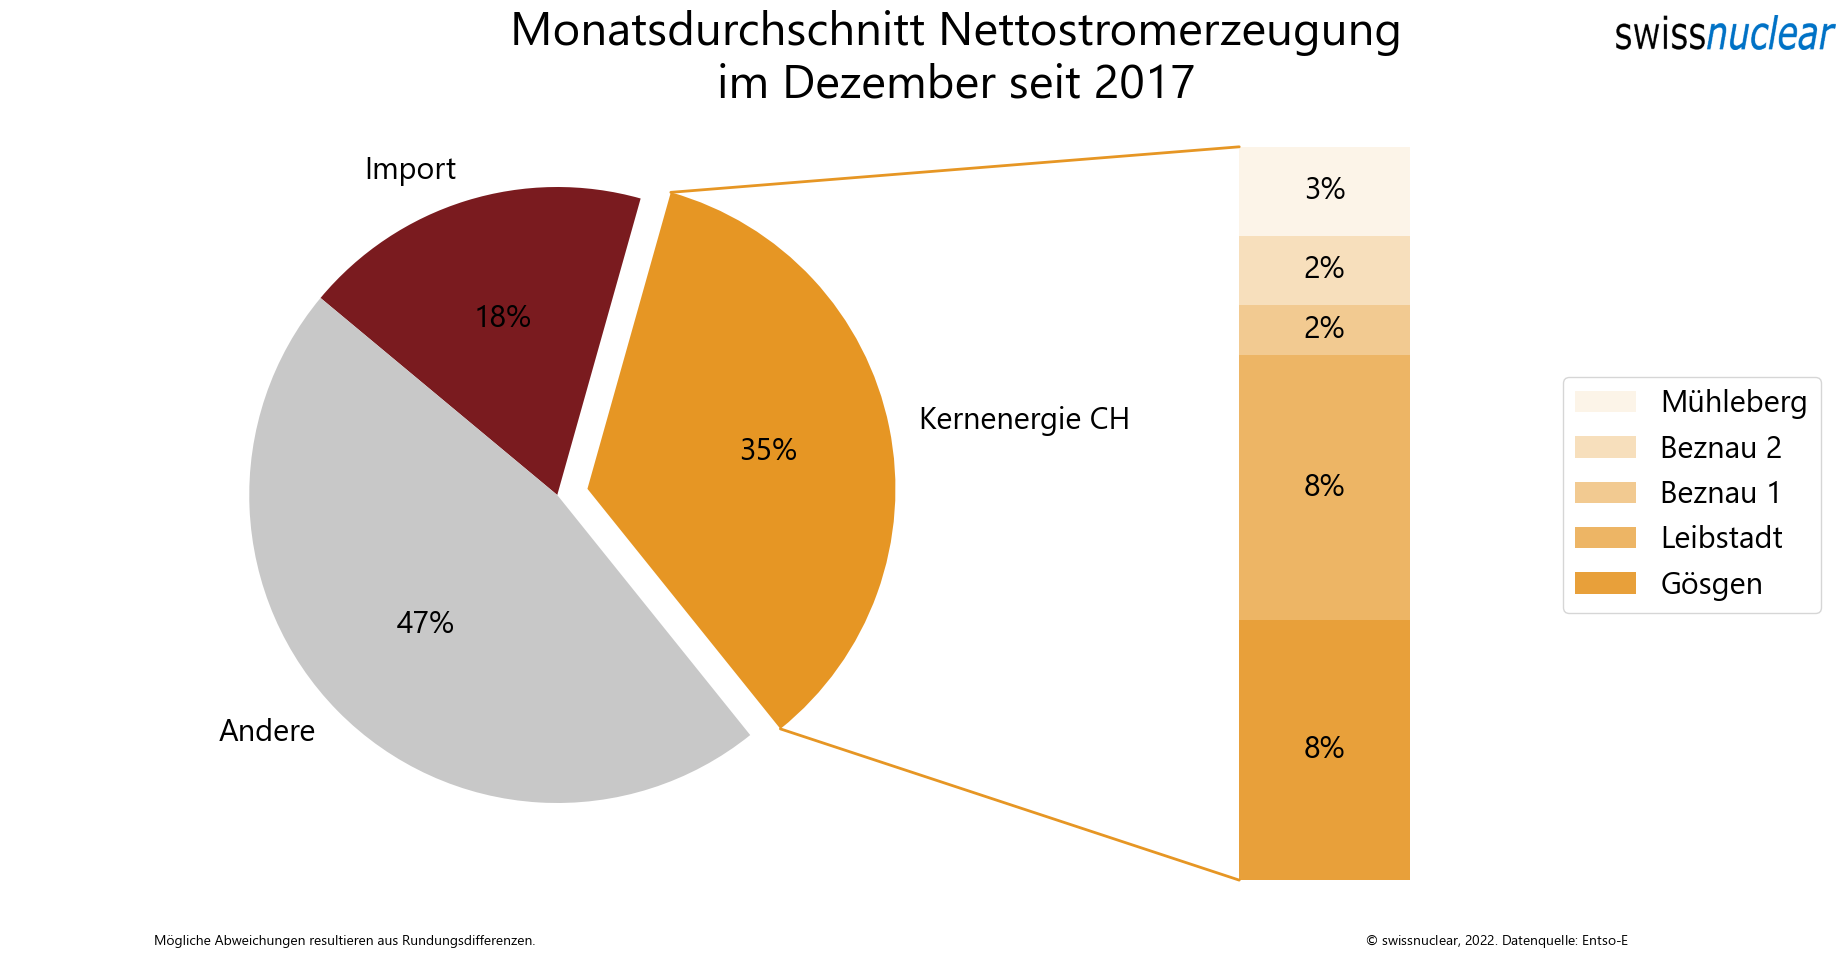 Monatsdurchschnitt Nettostromerzeugung
im Dezember seit 2017
swissnuclear
Import
18%
35%
Kernenergie CH
47%
Andere
3%
2%
2%
8%
8%
Mühleberg
Beznau 2
Beznau 1
Leibstadt
Gösgen
Mögliche Abweichungen resultieren aus Rundungsdifferenzen.
© swissnuclear, 2022. Datenquelle: Entso-E